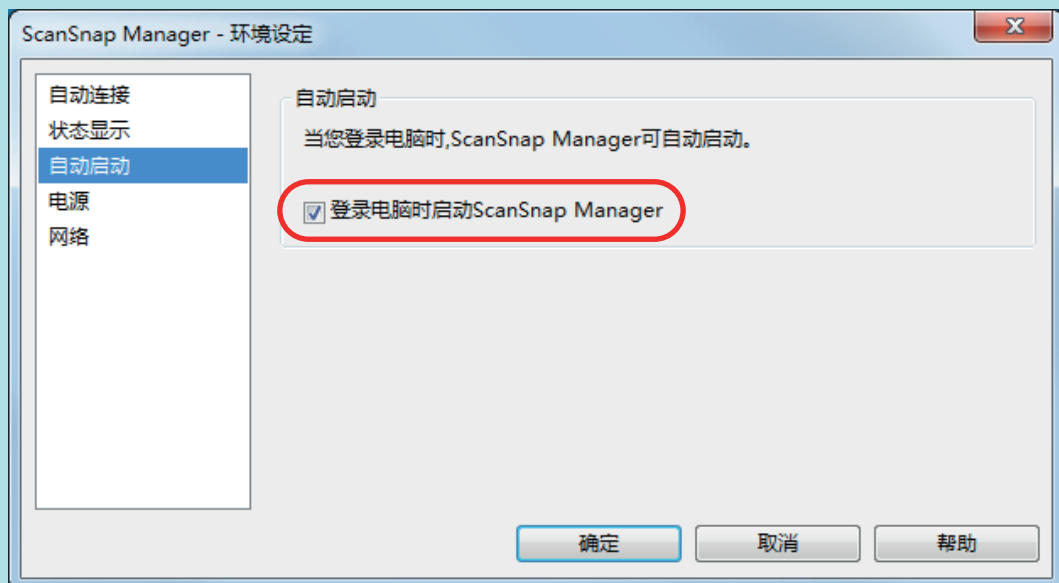 ScanSnap Manager - 环境设定
自动连接
状态显示
自动启动
电源
网络
自动启动
当您登录电脑时,ScanSnap Manager可自动启动。
登录电脑时启动ScanSnap Manager
确定
取消
帮助